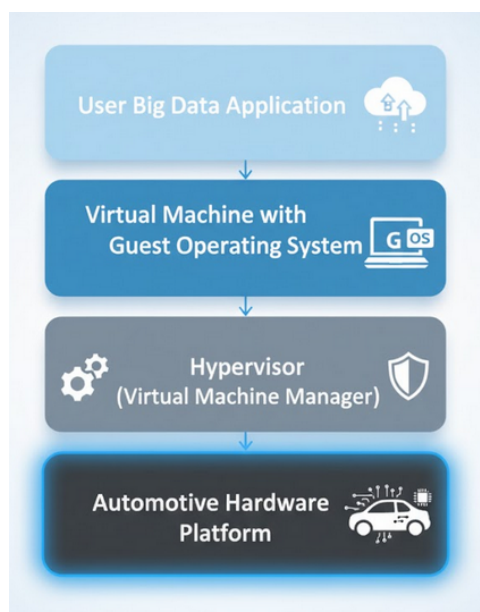 User Big Data Application
Virtual Machine with
Guest Operating System
G OS
Hypervisor
(Virtual Machine Manager)
Automotive Hardware
Platform